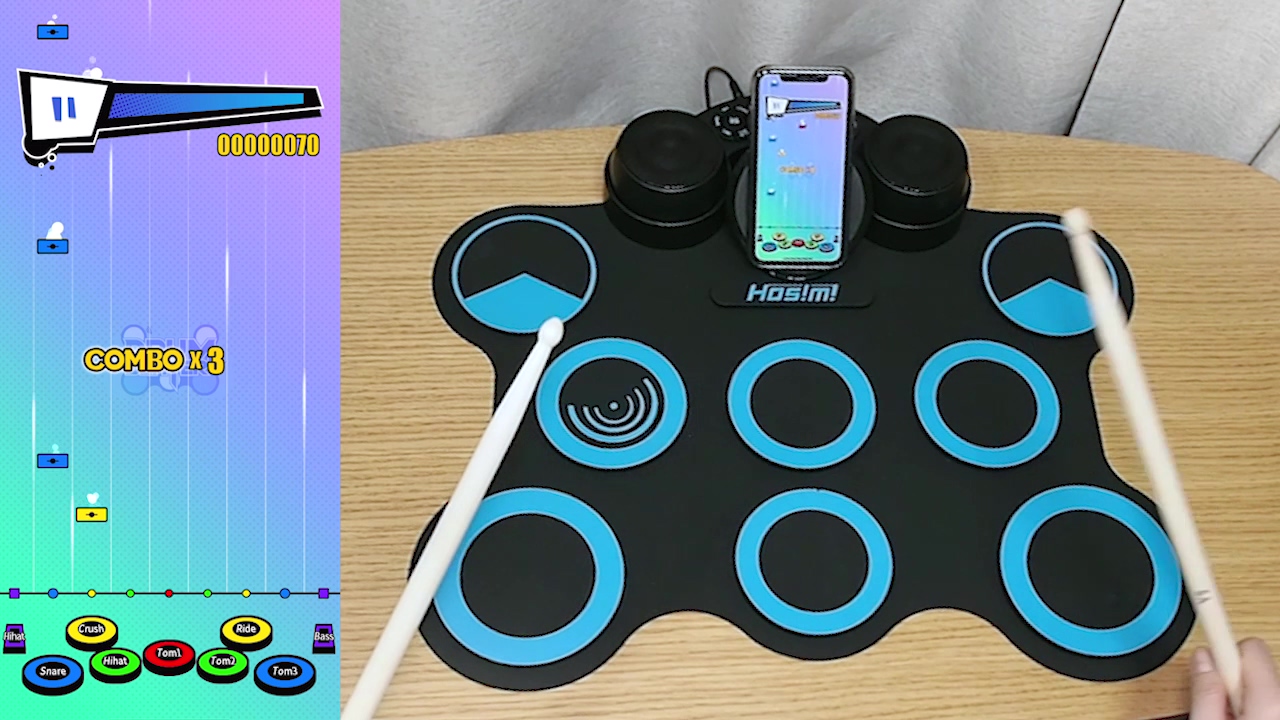 00000070
COMBO x 3
Hihat
Crush
Ride
Bass
Snare
Hihat
Tom1
Tom2
Tom3
Hos!m!